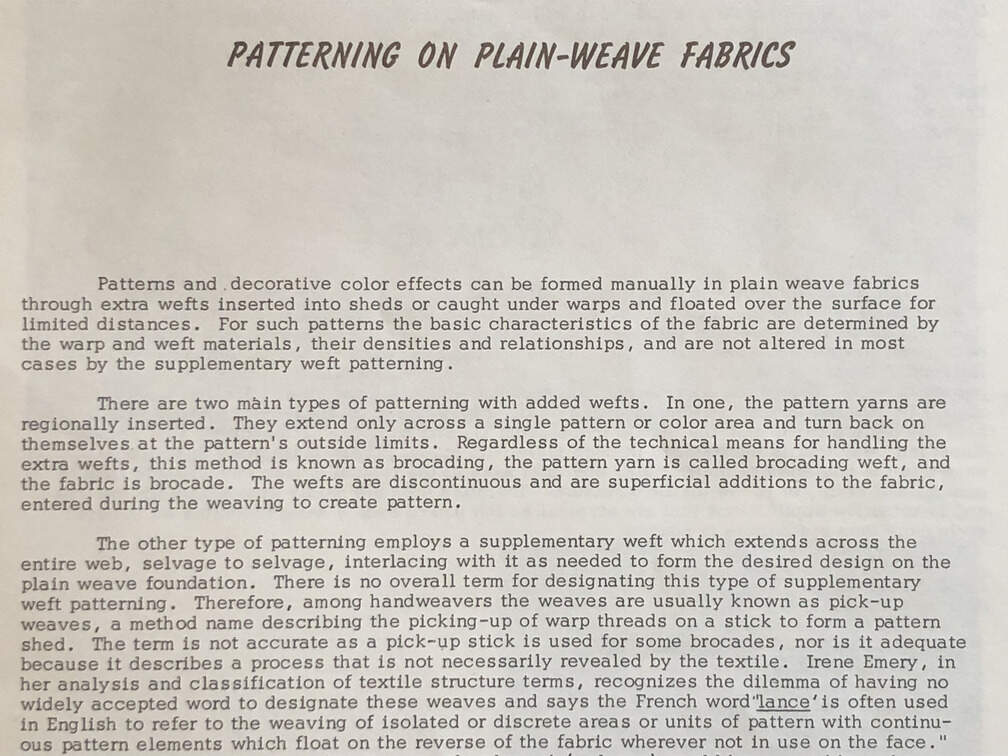 PATTERNING ON PLAIN-WEAVE FABRICS
Patterns and decorative color effects can be formed manually in plain weave fabrics
through extra wefts inserted into sheds or caught under warps and floated over the surface for
limited distances. For such patterns the basic characteristics of the fabric are determined by
the warp and weft materials, their densities and relationships, and are not altered in most
cases by the supplementary weft patterning.
There are two main types of patterning with added wefts. In one, the pattern yarns are
regionally inserted. They extend only across a single pattern or color area and turn back on
themselves at the pattern's outside limits. Regardless of the technical means for handling the
extra wefts, this method is known as brocading, the pattern yarn is called brocading weft, and
the fabric is brocade. The wefts are discontinuous and are superficial additions to the fabric,
entered during the weaving to create pattern.
The other type of patterning employs a supplementary weft which extends across the
entire web, selvage to selvage, interlacing with it as needed to form the desired design on the
plain weave foundation. There is no overall term for designating this type of supplementary
weft patterning. Therefore, among handweavers the weaves are usually known as pick-up
weaves, a method name describing the picking-up of warp threads on a stick to form a pattern
shed. The term is not accurate as a pick-up stick is used for some brocades, nor is it adequate
because it describes a process that is not necessarily revealed by the textile. Irene Emery, in
her analysis and classification of textile structure terms, recognizes the dilemma of having no
widely accepted word to designate these weaves and says the French word "lance' is often used
in English to refer to the weaving of isolated or discrete areas or units of pattern with continu-
ous pattern elements which float on the reverse of the fabric wherever not in use on the face."